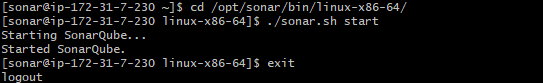 [sonar@ip-172-31-7-230 ~]$ cd /opt/sonar/bin/linux-x86-64/
[sonar@ip-172-31-7-230 linux-x86-64]$ ./sonar.sh start
Starting SonarQube...
Started SonarQube.
[sonar@ip-172-31-7-230 linux-x86-64]$ exit
logout